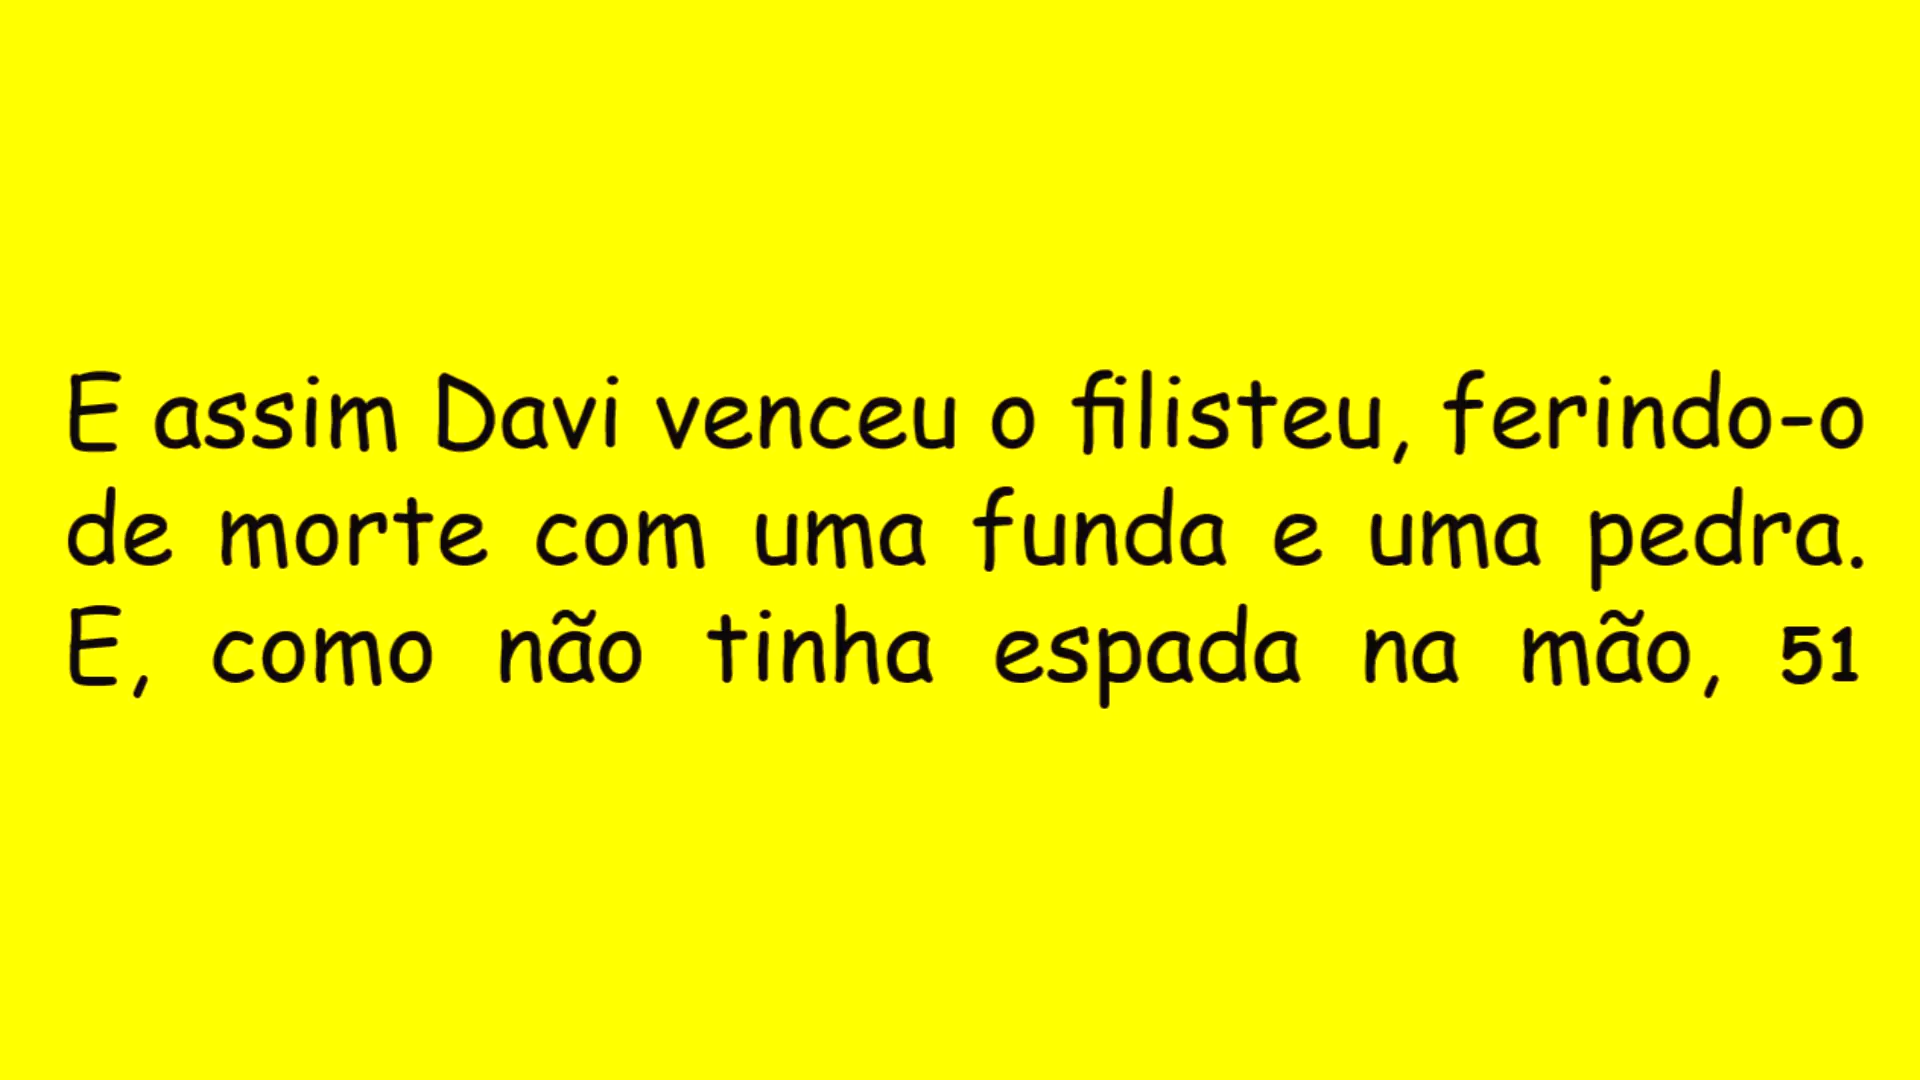 E assim Davi venceu o filisteu, ferindo-o
de morte com uma funda e uma pedra.
E, como não tinha espada na mão, 51